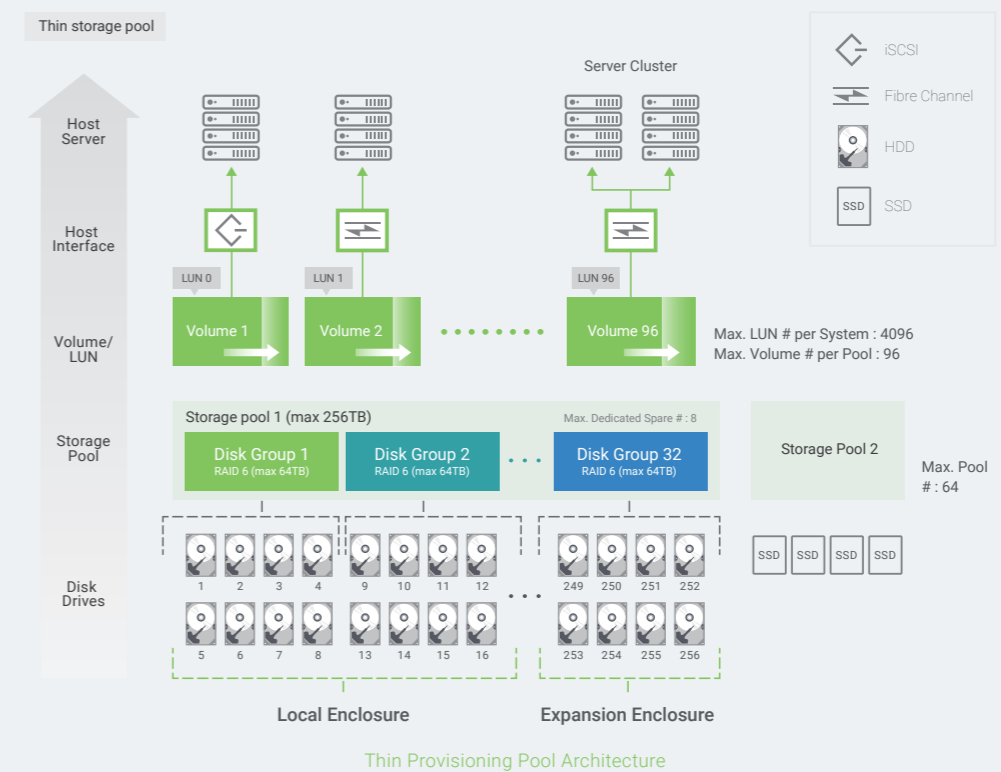 Thin storage pool
iSCSI
Fibre Channel
HDD
SSD
SSD
Host
Server
Server Cluster
Host
Interface
LUN 0
LUN 1
LUN 96
Volume/
LUN
Volume 1
Volume 2
Volume 96
Max. LUN # per System : 4096
Max. Volume # per Pool : 96
Storage
Pool
Storage pool 1 (max 256TB)
Max. Dedicated Spare # : 8
Disk Group 1
RAID 6 (max 64TB)
Disk Group 2
RAID 6 (max 64TB)
Disk Group 32
RAID 6 (max 64TB)
Storage Pool 2
Max. Pool
# : 64
Disk
Drives
1 2 3 4 9 10 11 12 249 250 251 252
SSD SSD SSD SSD
5 6 7 8 13 14 15 16 253 254 255 256
Local Enclosure
Expansion Enclosure
Thin Provisioning Pool Architecture